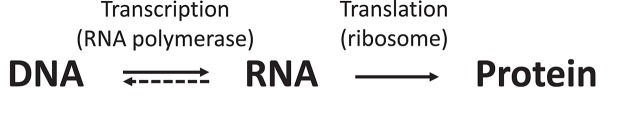 Transcription
(RNA polymerase)
Translation
(ribosome)
DNA
RNA
Protein